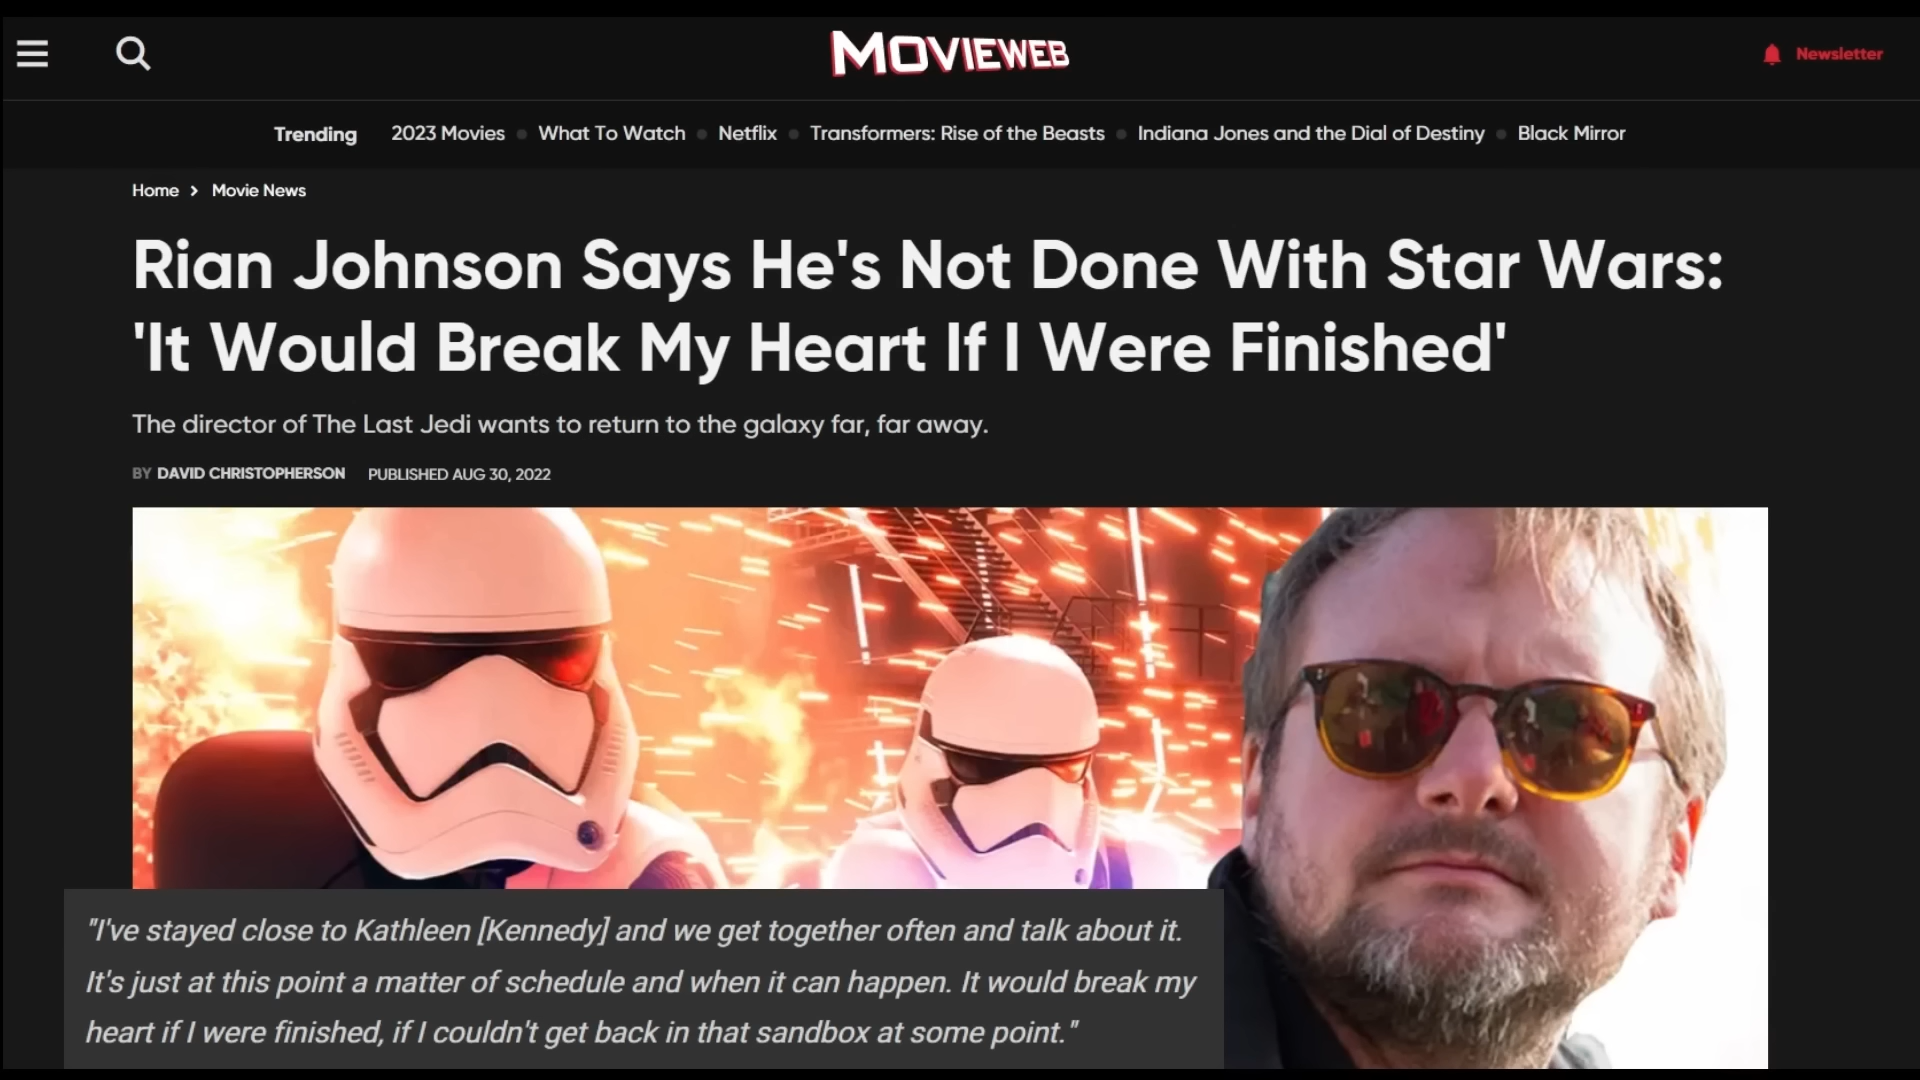 MOVIEWEB
Newsletter
Trending 2023 Movies What To Watch Netflix Transformers: Rise of the Beasts Indiana Jones and the Dial of Destiny Black Mirror
Home > Movie News
Rian Johnson Says He's Not Done With Star Wars:
'It Would Break My Heart If I Were Finished'
The director of The Last Jedi wants to return to the galaxy far, far away.
BY DAVID CHRISTOPHERSON PUBLISHED AUG 30, 2022
"I've stayed close to Kathleen [Kennedy] and we get together often and talk about it.
It's just at this point a matter of schedule and when it can happen. It would break my
heart if I were finished, if I couldn't get back in that sandbox at some point."